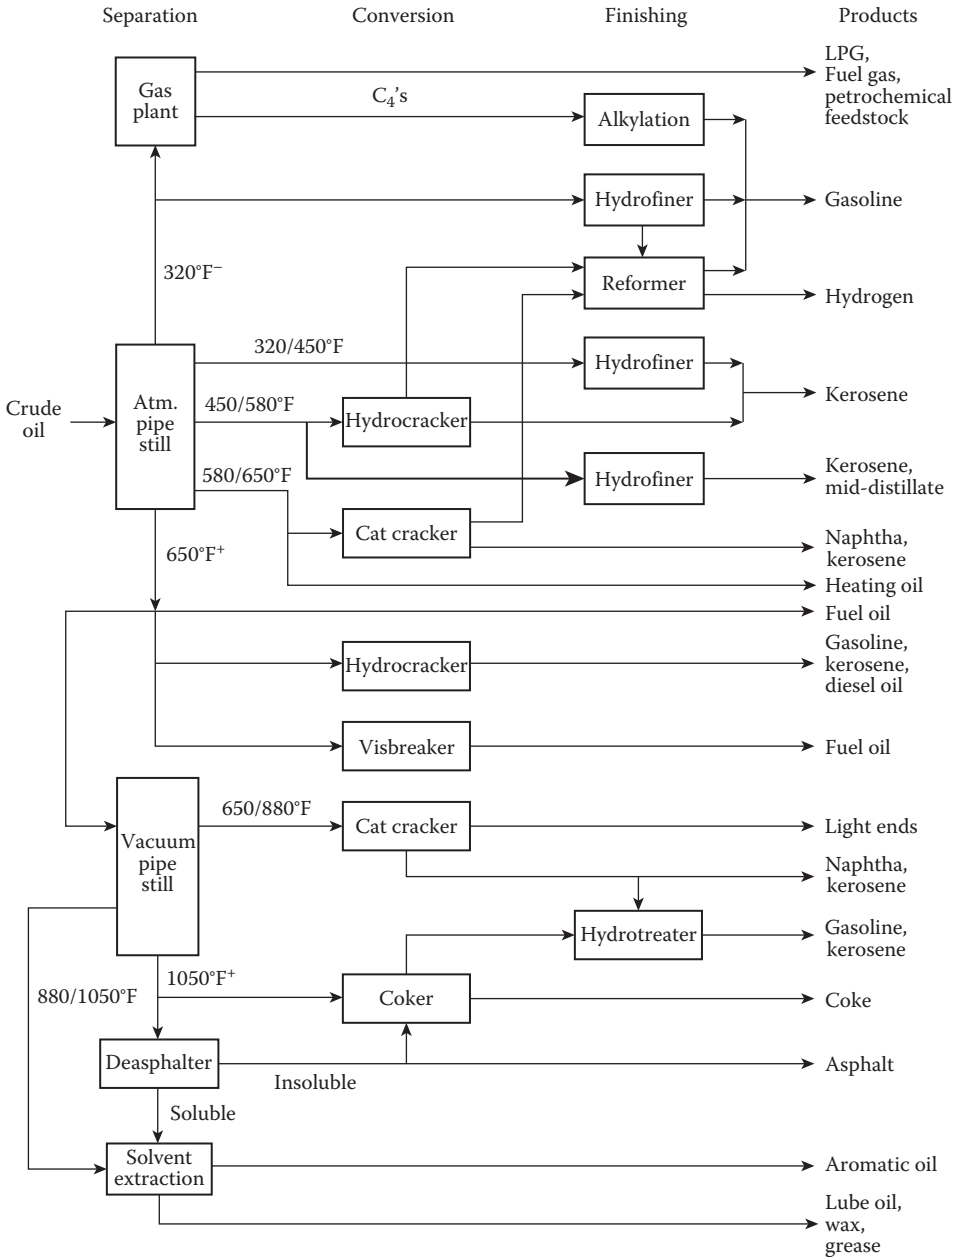 Separation
Conversion
Finishing
Products
Gas
plant
C4's
Alkylation
LPG,
Fuel gas,
petrochemical
feedstock
Hydrofiner
Gasoline
320°F⁻
Reformer
Hydrogen
320/450°F
Hydrofiner
Kerosene
Crude
oil
Atm.
pipe
still
450/580°F
Hydrocracker
580/650°F
Hydrofiner
Kerosene,
mid-distillate
Cat cracker
Naphtha,
kerosene
650°F⁺
Heating oil
Fuel oil
Hydrocracker
Gasoline,
kerosene,
diesel oil
Visbreaker
Fuel oil
Vacuum
pipe
still
650/880°F
Cat cracker
Light ends
Naphtha,
kerosene
Hydrotreater
Gasoline,
kerosene
880/1050°F
1050°F⁺
Coker
Coke
Deasphalter
Insoluble
Asphalt
Soluble
Solvent
extraction
Aromatic oil
Lube oil,
wax,
grease